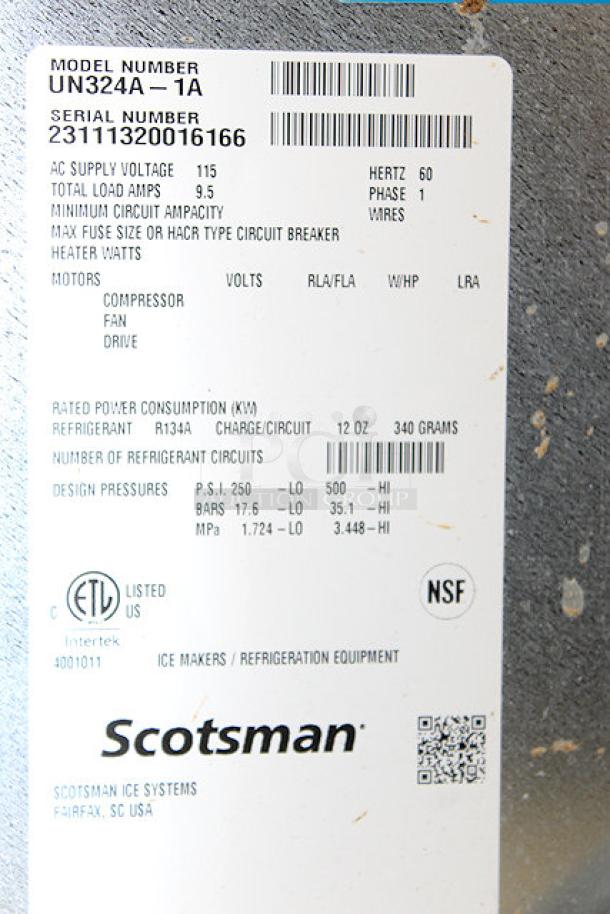 MODEL NUMBER
UN324A – 1A
SERIAL NUMBER
23111320016166
AC SUPPLY VOLTAGE 115 HERTZ 60
TOTAL LOAD AMPS 9.5 PHASE 1
MINIMUM CIRCUIT AMPACITY WIRES
MAX FUSE SIZE OR HACR TYPE CIRCUIT BREAKER
HEATER WATTS
MOTORS VOLTS RLA/FLA W/HP LRA
COMPRESSOR
FAN
DRIVE
RATED POWER CONSUMPTION (KW)
REFRIGERANT R134A CHARGE/CIRCUIT 12 OZ 340 GRAMS
NUMBER OF REFRIGERANT CIRCUITS
DESIGN PRESSURES P.S.I. 250 – LO 500 – HI
BARS 17.6 – LO 35.1 – HI
MPa 1.724 – LO 3.448 – HI
PCI
AUCTION GROUP
C ETL LISTED US
Intertek
4001011 ICE MAKERS / REFRIGERATION EQUIPMENT
NSF
Scotsman
SCOTSMAN ICE SYSTEMS
FAIRFAX, SC USA